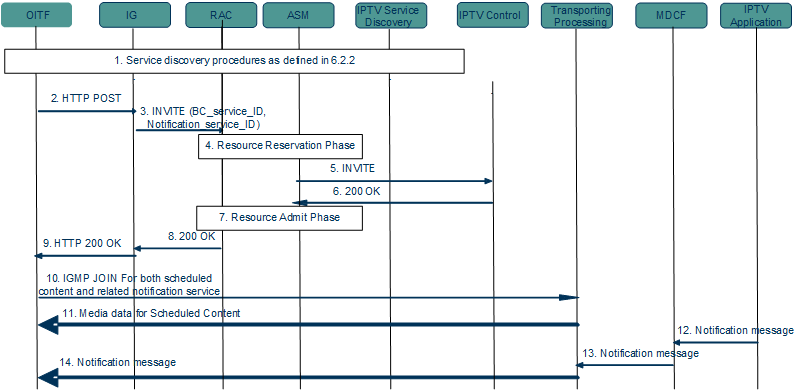 OITF
IG
RAC
ASM
IPTV Service
Discovery
IPTV Control
Transporting
Processing
MDCF
IPTV
Application
1. Service discovery procedures as defined in 6.2.2
2. HTTP POST
3. INVITE (BC_service_ID,
Notification_service_ID)
4. Resource Reservation Phase
5. INVITE
6. 200 OK
7. Resource Admit Phase
8. 200 OK
9. HTTP 200 OK
10. IGMP JOIN For both scheduled
content and related notification service
11. Media data for Scheduled Content
12. Notification message
13. Notification message
14. Notification message